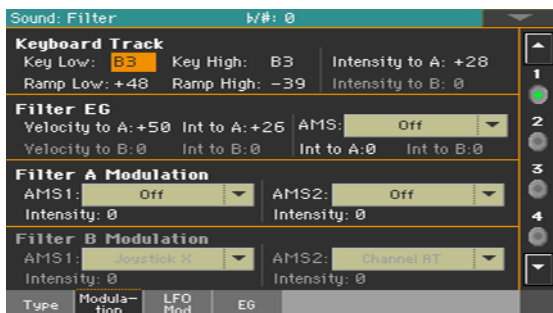 Sound: Filter ♭/#: 0
Keyboard Track
Key Low: B3 Key High: B3 Intensity to A: +28
Ramp Low: +48 Ramp High: -39 Intensity to B: 0
Filter EG
Velocity to A:+50 Int to A:+26 AMS: Off
Velocity to B:0 Int to B:0 Int to A:0 Int to B:0
Filter A Modulation
AMS1: Off AMS2: Off
Intensity: 0 Intensity: 0
Filter B Modulation
AMS1: Joystick X AMS2: Channel AT
Intensity: 0 Intensity: 0
1
2
3
4
Type Modula-
tion LFO
Mod EG